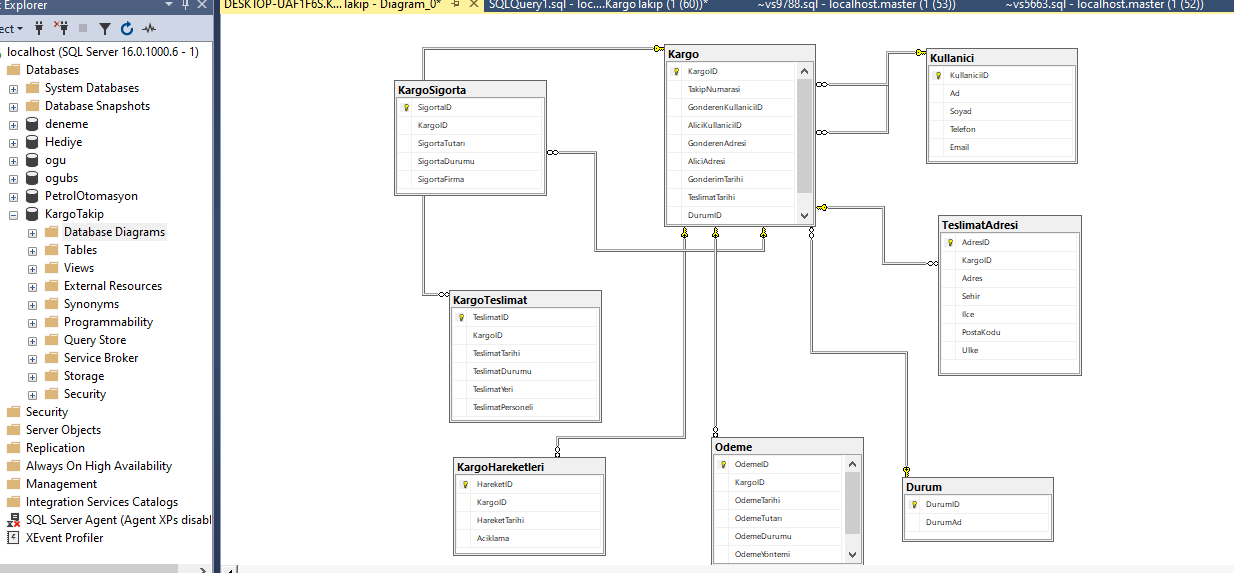 Explorer
DESKTOP-UAF1F6S.K...Takip - Diagram_0*
SQLQuery1.sql - loc....KargoTakip (1 (60))*
~vs9788.sql - localhost.master (1 (53))
~vs5663.sql - localhost.master (1 (52))
localhost (SQL Server 16.0.1000.6 - 1)
Databases
System Databases
Database Snapshots
deneme
Hediye
ogu
ogubs
PetrolOtomasyon
KargoTakip
Database Diagrams
Tables
Views
External Resources
Synonyms
Programmability
Query Store
Service Broker
Storage
Security
Security
Server Objects
Replication
Always On High Availability
Management
Integration Services Catalogs
SQL Server Agent (Agent XPs disabl
XEvent Profiler
KargoSigorta
SigortaID
KargoID
SigortaTutarı
SigortaDurumu
SigortaFirma
Kargo
KargoID
TakipNumarasi
GonderenKullaniciID
AliciKullaniciID
GonderenAdresi
AliciAdresi
GonderimTarihi
TeslimatTarihi
DurumID
Kullanici
KullaniciID
Ad
Soyad
Telefon
Email
TeslimatAdresi
AdresID
KargoID
Adres
Sehir
Ilce
PostaKodu
Ulke
KargoTeslimat
TeslimatID
KargoID
TeslimatTarihi
TeslimatDurumu
TeslimatYeri
TeslimatPersoneli
KargoHareketleri
HareketID
KargoID
HareketTarihi
Aciklama
Odeme
OdemeID
KargoID
OdemeTarihi
OdemeTutarı
OdemeDurumu
OdemeYöntemi
Durum
DurumID
DurumAd